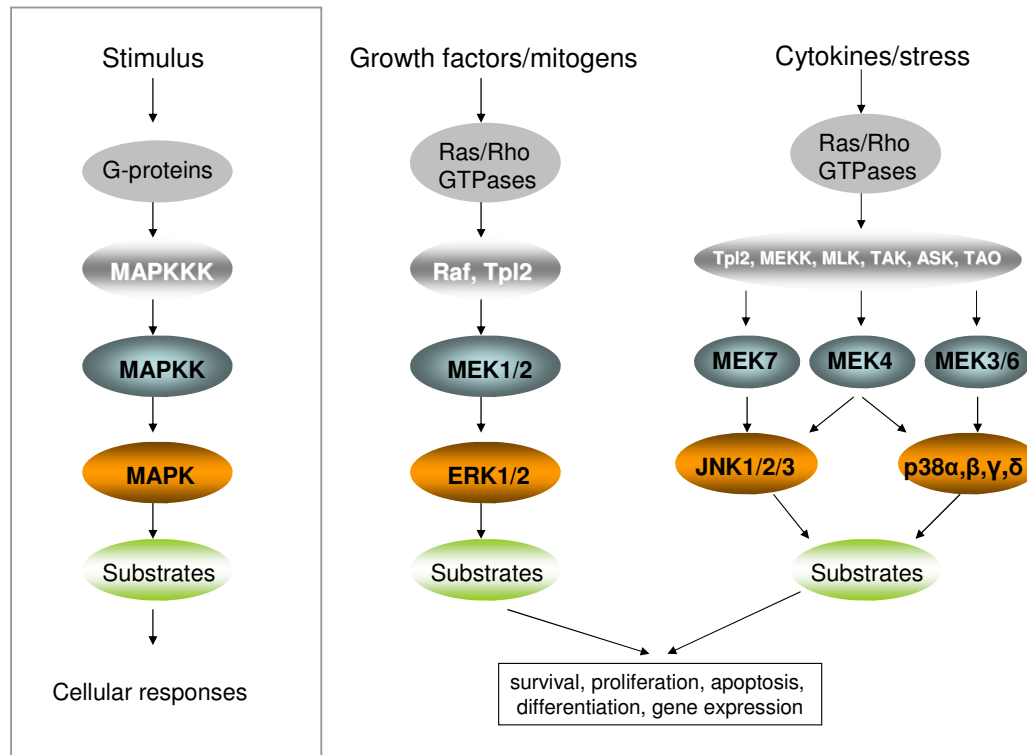 Stimulus
G-proteins
MAPKKK
MAPKK
MAPK
Substrates
Cellular responses
Growth factors/mitogens
Ras/Rho
GTPases
Raf, Tpl2
MEK1/2
ERK1/2
Substrates
Cytokines/stress
Ras/Rho
GTPases
Tpl2, MEKK, MLK, TAK, ASK, TAO
MEK7
MEK4
MEK3/6
JNK1/2/3
p38α,β,γ,δ
Substrates
survival, proliferation, apoptosis,
differentiation, gene expression